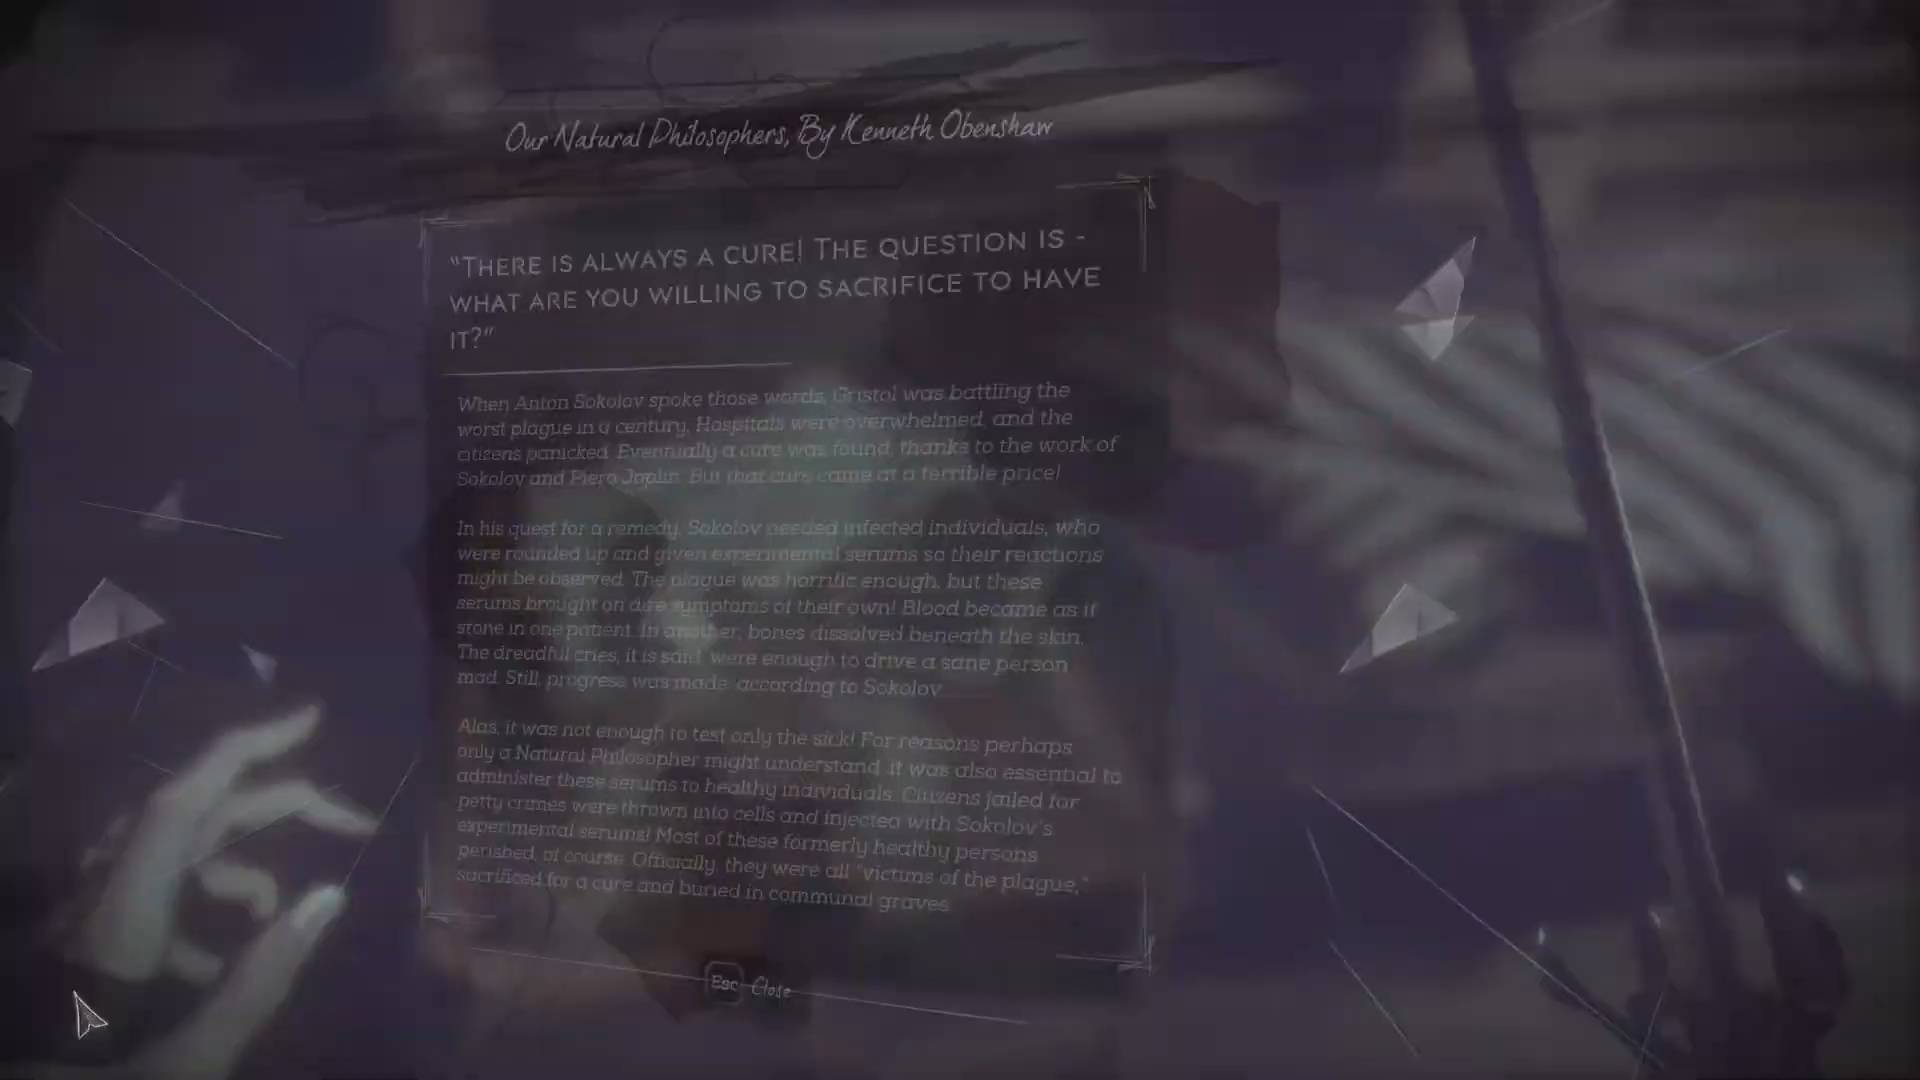 Our Natural Philosophers, By Kenneth Obenshaw
"THERE IS ALWAYS A CURE! THE QUESTION IS -
WHAT ARE YOU WILLING TO SACRIFICE TO HAVE
IT?"
When Anton Sokolov spoke those words, Gristol was battling the
worst plague in a century. Hospitals were overwhelmed, and the
citizens panicked. Eventually a cure was found, thanks to the work of
Sokolov and Piero Joplin. But that cure came at a terrible price!
In his quest for a remedy, Sokolov needed infected individuals, who
were rounded up and given experimental serums so their reactions
might be observed. The plague was horrific enough, but these
serums brought on dire symptoms of their own! Blood became as if
stone in one patient. In another, bones dissolved beneath the skin.
The dreadful cries, it is said, were enough to drive a sane person
mad. Still, progress was made, according to Sokolov.
Alas, it was not enough to test only the sick! For reasons perhaps
only a Natural Philosopher might understand, it was also essential to
administer these serums to healthy individuals. Citizens jailed for
petty crimes were thrown into cells and injected with Sokolov's
experimental serums! Most of these formerly healthy persons
perished, of course. Officially, they were all "victims of the plague,"
sacrificed for a cure and buried in communal graves.
Esc Close